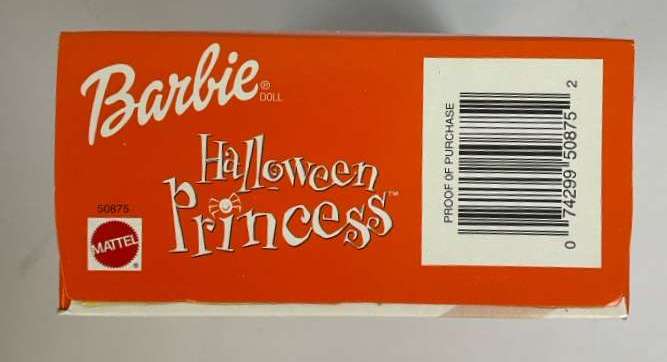 Barbie®
DOLL
Halloween
Princess™
50875
MATTEL®
PROOF OF PURCHASE
0 74299 50875 2